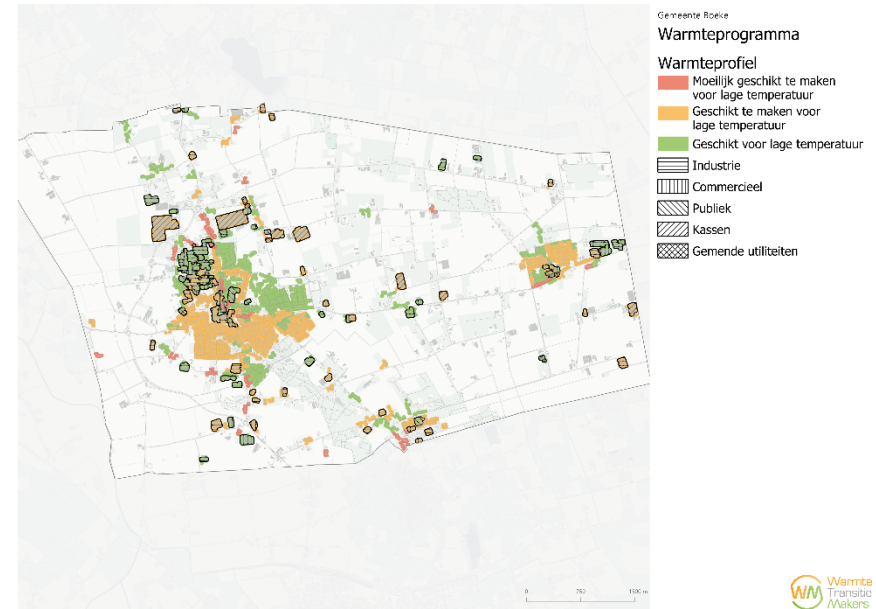 Gemeente Boeke
Warmteprogramma
Warmteprofiel
Moeilijk geschikt te maken
voor lage temperatuur
Geschikt te maken voor
lage temperatuur
Geschikt voor lage temperatuur
Industrie
Commercieel
Publiek
Kassen
Gemende utiliteiten
0 750 1500 m
Warmte
Transitie
Makers